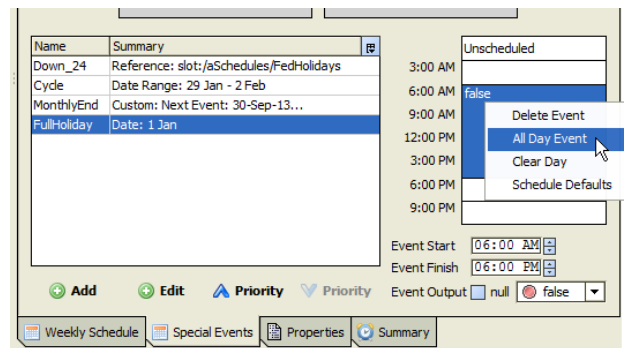 Name Summary
Down_24 Reference: slot:/aSchedules/FedHolidays
Cycle Date Range: 29 Jan - 2 Feb
MonthlyEnd Custom: Next Event: 30-Sep-13...
FullHoliday Date: 1 Jan
Unscheduled
3:00 AM
6:00 AM false
9:00 AM
12:00 PM
3:00 PM
6:00 PM
9:00 PM
Delete Event
All Day Event
Clear Day
Schedule Defaults
Event Start 06:00 AM
Event Finish 06:00 PM
Event Output null false
Add Edit Priority Priority
Weekly Schedule Special Events Properties Summary